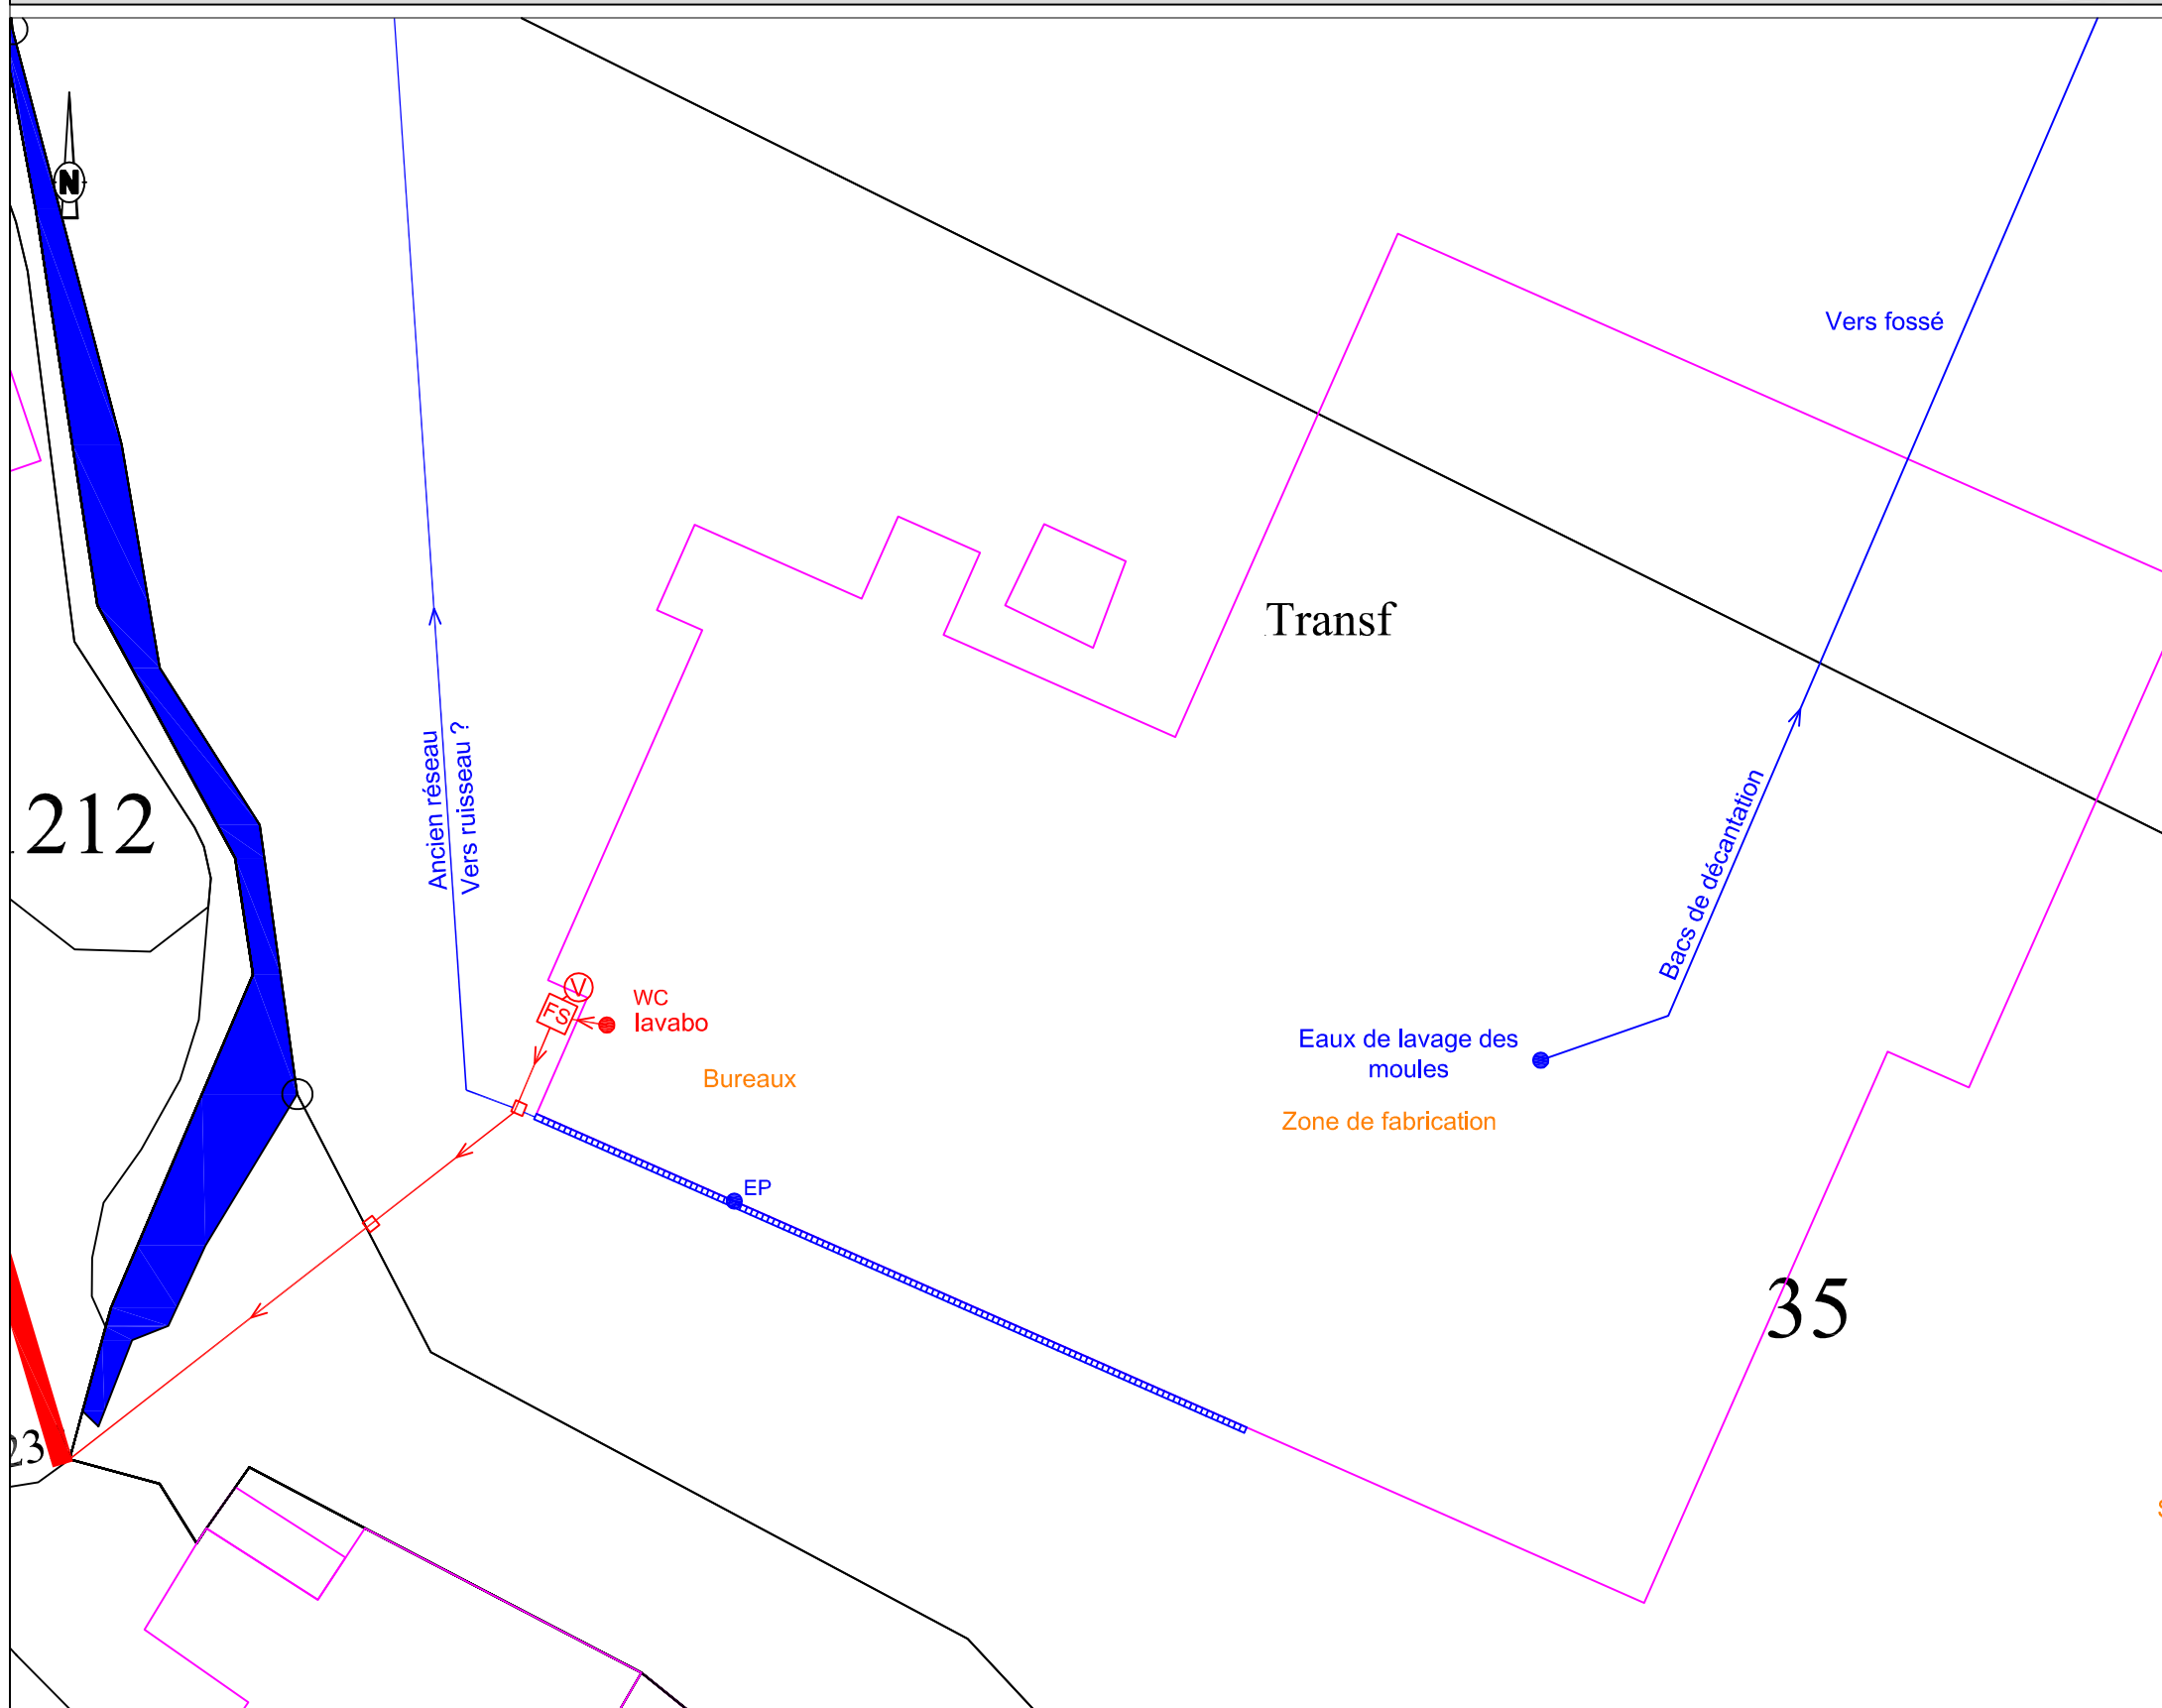 N
Vers fossé
Transf
Ancien réseau
Vers ruisseau ?
212
Bacs de décantation
V
FS
WC
lavabo
Eaux de lavage des
moules
Bureaux
Zone de fabrication
EP
35
23